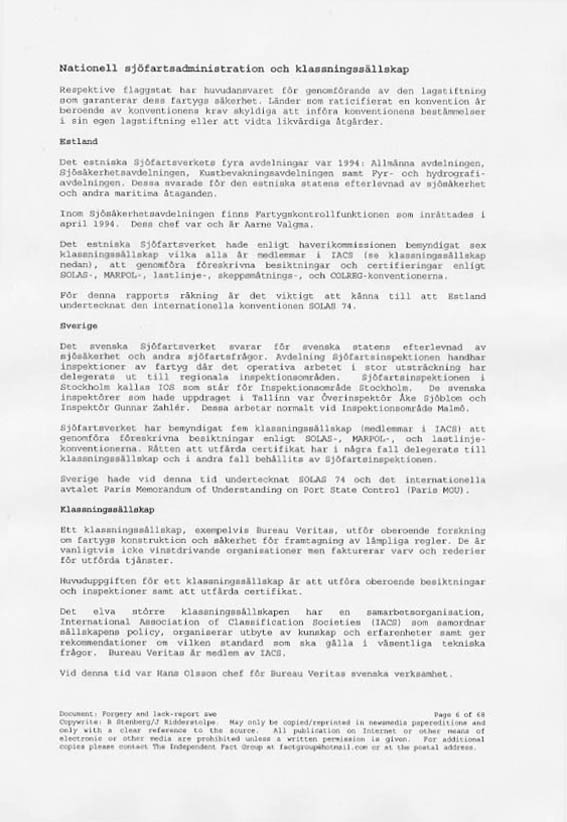 Nationell sjöfartsadministration och klassningssällskap
Respektive flaggstat har huvudansvaret för genomförande av den lagstiftning
som garanterar dess fartygs säkerhet. Länder som raticifierat en konvention är
beroende av konventionens krav skyldiga att införa konventionens bestämmelser
i sin egen lagstiftning eller att vidta likvärdiga åtgärder.
Estland
Det estniska Sjöfartsverkets fyra avdelningar var 1994: Allmänna avdelningen,
Sjösäkerhetsavdelningen, Kustbevakningsavdelningen samt Fyr- och hydrografi-
avdelningen. Dessa svarade för den estniska statens efterlevnad av sjösäkerhet
och andra maritima åtaganden.
Inom Sjösäkerhetsavdelningen finns Fartygskontrollfunktionen som inrättades i
april 1994. Dess chef var och är Aarne Valgma.
Det estniska Sjöfartsverket hade enligt haverikommissionen bemyndigat sex
klassningssällskap vilka alla är medlemmar i IACS (se klassningssällskap
nedan), att genomföra föreskrivna besiktningar och certifieringar enligt
SOLAS-, MARPOL-, lastlinje-, skeppsmätnings-, och COLREG-konventionerna.
För denna rapports räkning är det viktigt att känna till att Estland
undertecknat den internationella konventionen SOLAS 74.
Sverige
Det svenska Sjöfartsverket svarar för svenska statens efterlevnad av
sjösäkerhet och andra sjöfartsfrågor. Avdelning Sjöfartsinspektionen handhar
inspektioner av fartyg där det operativa arbetet i stor utsträckning har
delegerats ut till regionala inspektionsområden. Sjöfartsinspektionen i
Stockholm kallas IOS som står för Inspektionsområde Stockholm. De svenska
inspektörer som hade uppdraget i Tallinn var Överinspektör Åke Sjöblom och
Inspektör Gunnar Zahlér. Dessa arbetar normalt vid Inspektionsområde Malmö.
Sjöfartsverket har bemyndigat fem klassningssällskap (medlemmar i IACS) att
genomföra föreskrivna besiktningar enligt SOLAS-, MARPOL-, och lastlinje-
konventionerna. Rätten att utfärda certifikat har i några fall delegerats till
klassningssällskap och i andra fall behållits av Sjöfartsinspektionen.
Sverige hade vid denna tid undertecknat SOLAS 74 och det internationella
avtalet Paris Memorandum of Understanding on Port State Control (Paris MOU).
Klassningssällskap
Ett klassningssällskap, exempelvis Bureau Veritas, utför oberoende forskning
om fartygs konstruktion och säkerhet för framtagning av lämpliga regler. De är
vanligtvis icke vinstdrivande organisationer men fakturerar varv och rederier
för utförda tjänster.
Huvuduppgiften för ett klassningssällskap är att utföra oberoende besiktningar
och inspektioner samt att utfärda certifikat.
Det elva större klassningssällskapen har en samarbetsorganisation,
International Association of Classification Societies (IACS) som samordnar
sällskapens policy, organiserar utbyte av kunskap och erfarenheter samt ger
rekommendationer om vilken standard som ska gälla i väsentliga tekniska
frågor. Bureau Veritas är medlem av IACS.
Vid denna tid var Hans Olsson chef för Bureau Veritas svenska verksamhet.
Document: Forgery and lack-report swe Page 6 of 68
Copywrite: B Stenberg/J Ridderstolpe. May only be copied/reprinted in newsmedia papereditions and
only with a clear reference to the source. All publication on Internet or other means of
electronic or other media are prohibited unless a written permission is given. For additional
copies please contact The Independent Fact Group at factgroup@hotmail.com or at the postal address.